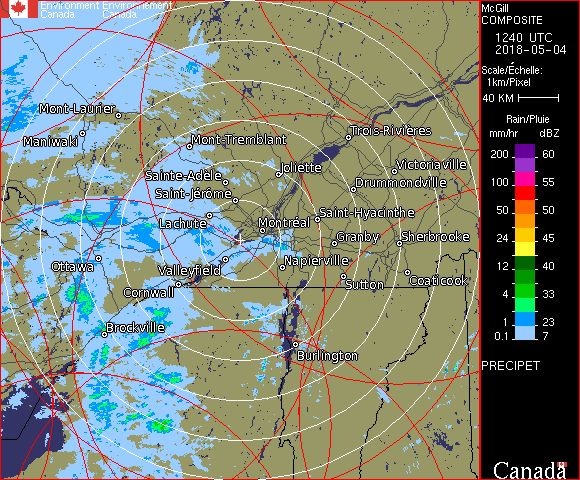 Environment Environnement
Canada Canada
McGill
COMPOSITE
1240 UTC
2018-05-04
Scale/Échelle:
1km/Pixel
40 KM
Rain/Pluie
mm/hr dBZ
200 60
100 55
50 50
45 45
24 45
12 40
4 33
1 23
0.1 7
PRECIPET
Canada
Mont-Laurier
Maniwaki
Mont-Tremblant
Trois-Rivières
Sainte-Adèle
Joliette
Victoriaville
Saint-Jérôme
Drummondville
Lachute
Montréal
Saint-Hyacinthe
Granby
Sherbrooke
Ottawa
Valleyfield
Napierville
Cornwall
Sutton
Coaticook
Brockville
Burlington